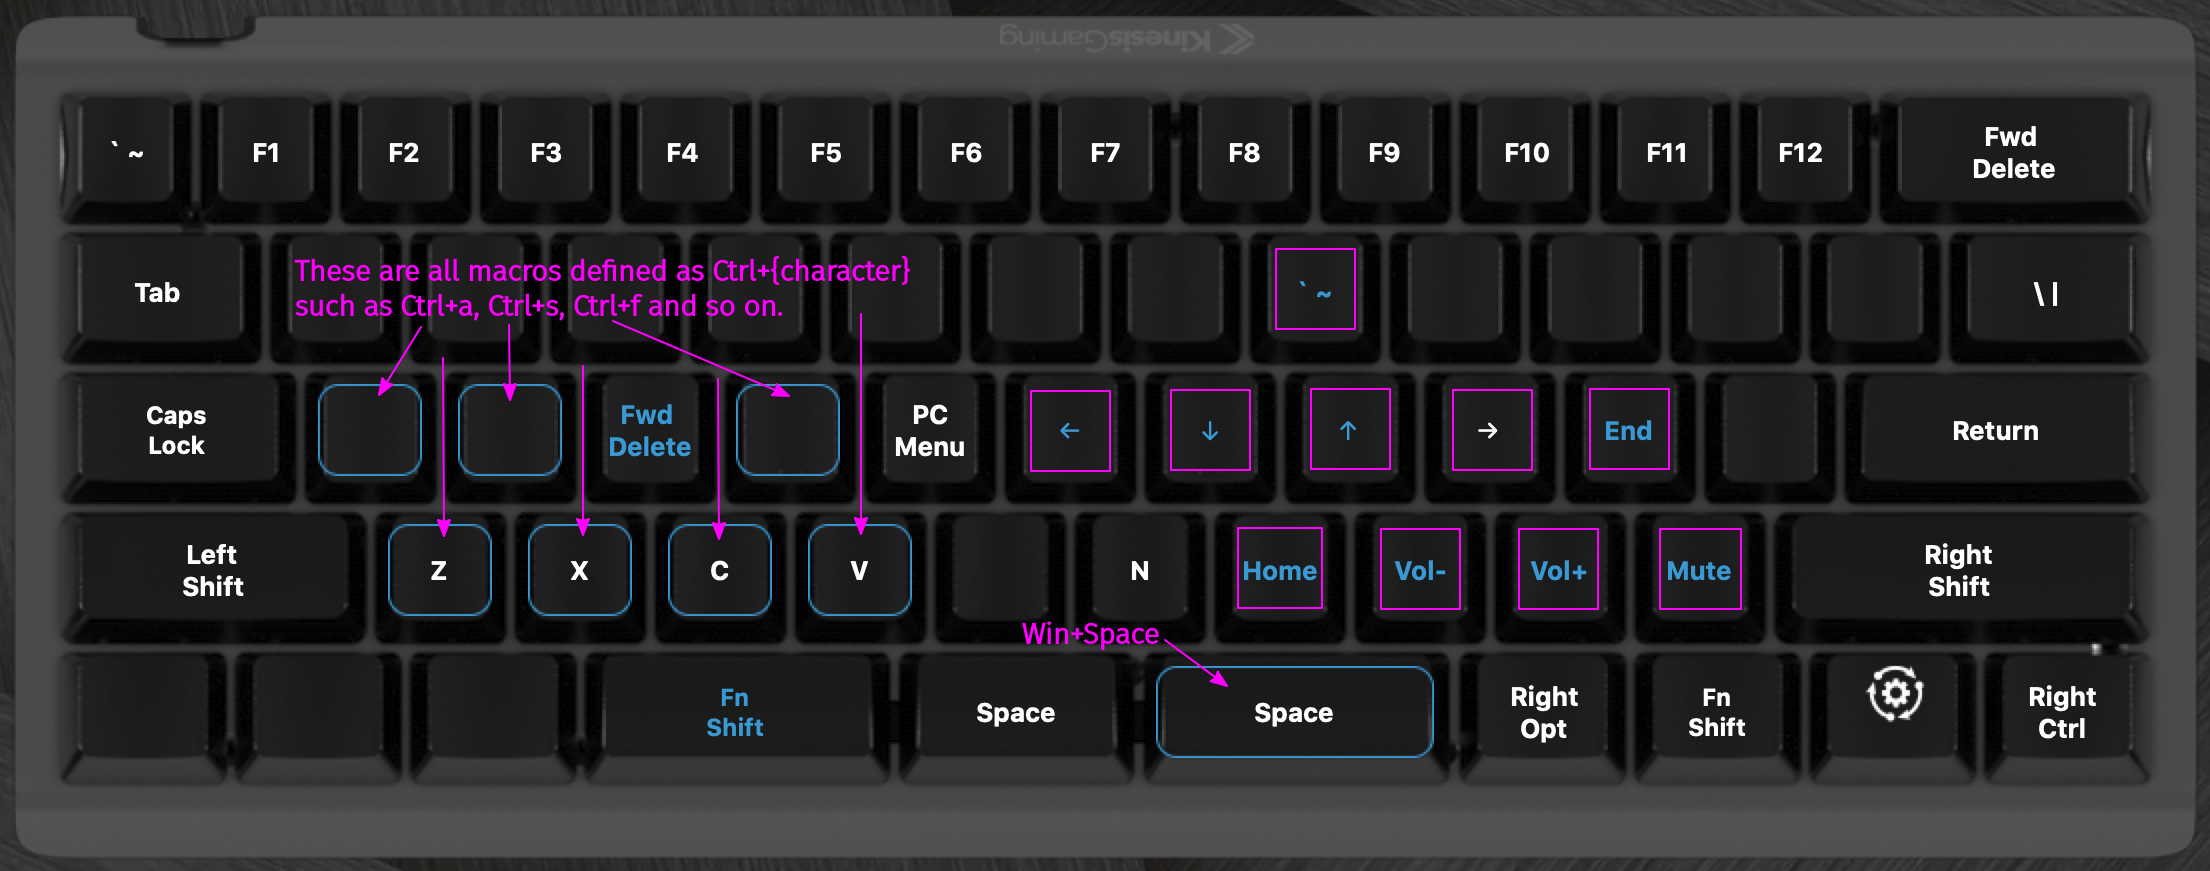 KinesisGaming
` ~ F1 F2 F3 F4 F5 F6 F7 F8 F9 F10 F11 F12 Fwd
Delete
Tab ` ~ \ |
These are all macros defined as Ctrl+{character}
such as Ctrl+a, Ctrl+s, Ctrl+f and so on.
Caps
Lock
Fwd
Delete
PC
Menu
← ↓ ↑ → End Return
Left
Shift
Z X C V N Home Vol- Vol+ Mute
Right
Shift
Win+Space
Fn
Shift
Space Space
Right
Opt
Fn
Shift
Right
Ctrl